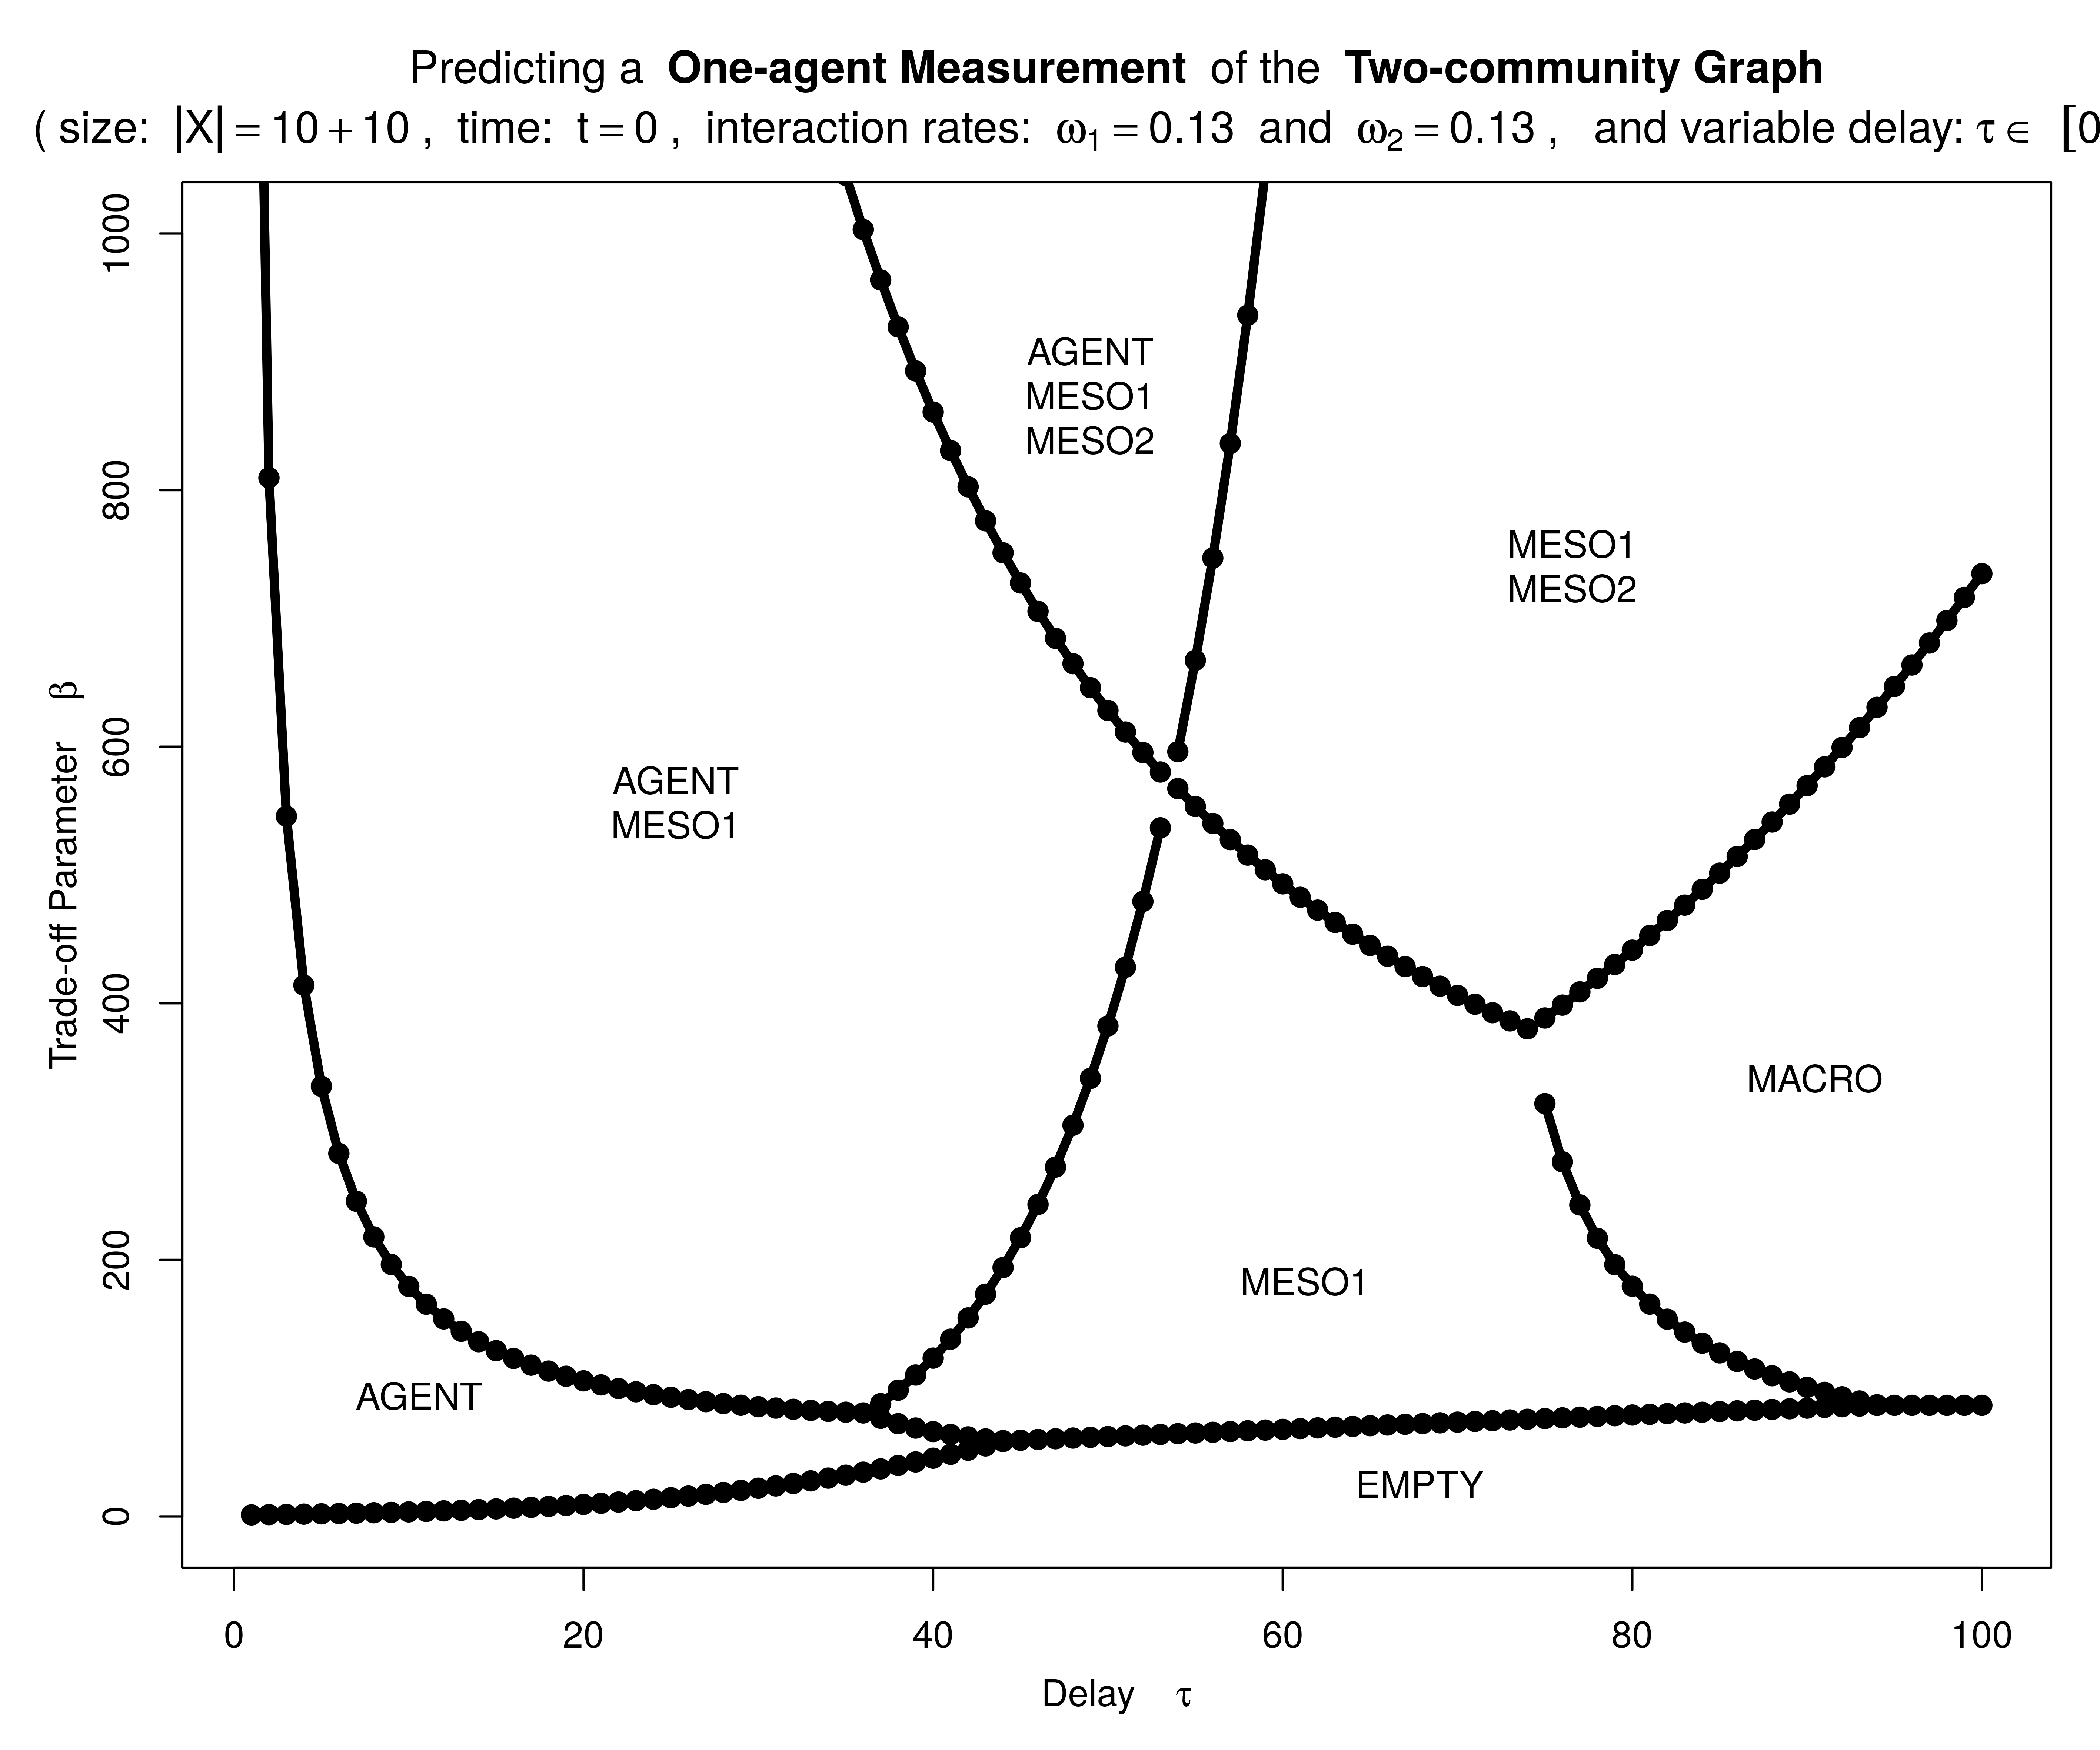 Predicting a One-agent Measurement of the Two-community Graph
( size: |X| = 10 + 10 , time: t = 0 , interaction rates: ω1 = 0.13 and ω2 = 0.13 , and variable delay: τ ∈ [0
1000
800
600
400
200
0
Trade-off Parameter β
AGENT
MESO1
MESO2
MESO1
MESO2
AGENT
MESO1
MACRO
MESO1
AGENT
EMPTY
0 20 40 60 80 100
Delay τ